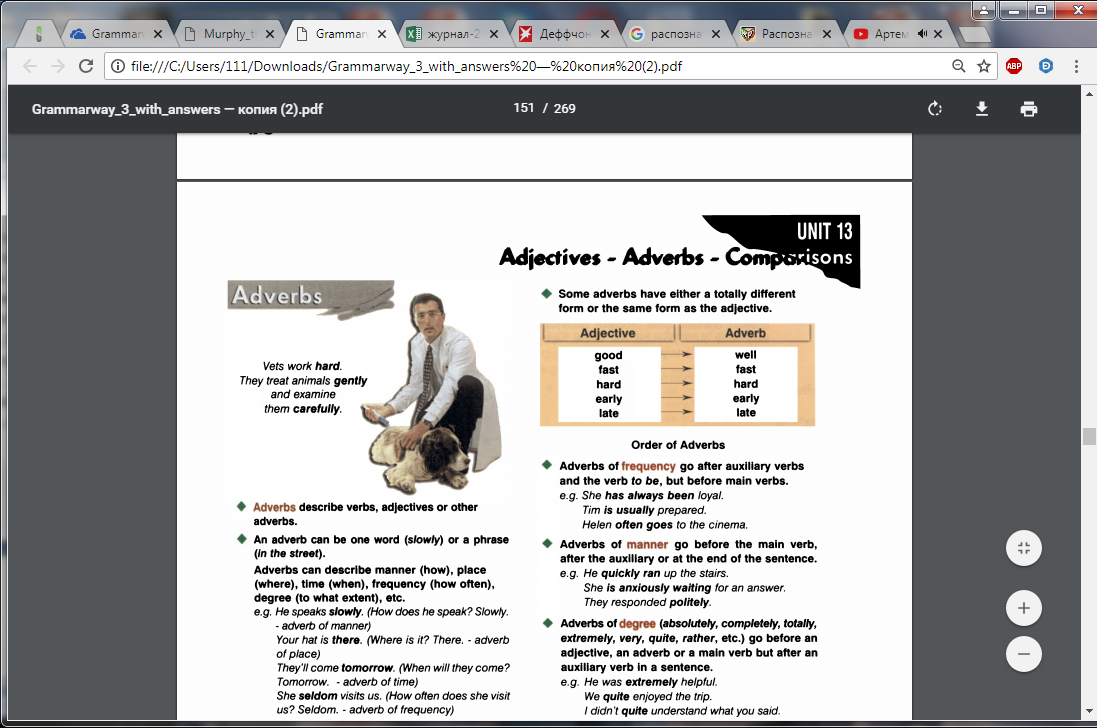 Grammar
Murphy_t
Grammar
журнал-2
Деффчон
распозна
Распозна
Артем
file:///C:/Users/111/Downloads/Grammarway_3_with_answers%20—%20копия%20(2).pdf
ABP
Grammarway_3_with_answers — копия (2).pdf
151 / 269
UNIT 13
Adjectives - Adverbs - Comparisons
Adverbs
Vets work hard.
They treat animals gently
and examine
them carefully.
Adverbs describe verbs, adjectives or other
adverbs.
An adverb can be one word (slowly) or a phrase
(in the street).
Adverbs can describe manner (how), place
(where), time (when), frequency (how often),
degree (to what extent), etc.
e.g. He speaks slowly. (How does he speak? Slowly.
- adverb of manner)
Your hat is there. (Where is it? There. - adverb
of place)
They'll come tomorrow. (When will they come?
Tomorrow. - adverb of time)
She seldom visits us. (How often does she visit
us? Seldom. - adverb of frequency)
Some adverbs have either a totally different
form or the same form as the adjective.
Adjective Adverb
good well
fast fast
hard hard
early early
late late
Order of Adverbs
Adverbs of frequency go after auxiliary verbs
and the verb to be, but before main verbs.
e.g. She has always been loyal.
Tim is usually prepared.
Helen often goes to the cinema.
Adverbs of manner go before the main verb,
after the auxiliary or at the end of the sentence.
e.g. He quickly ran up the stairs.
She is anxiously waiting for an answer.
They responded politely.
Adverbs of degree (absolutely, completely, totally,
extremely, very, quite, rather, etc.) go before an
adjective, an adverb or a main verb but after an
auxiliary verb in a sentence.
e.g. He was extremely helpful.
We quite enjoyed the trip.
I didn't quite understand what you said.